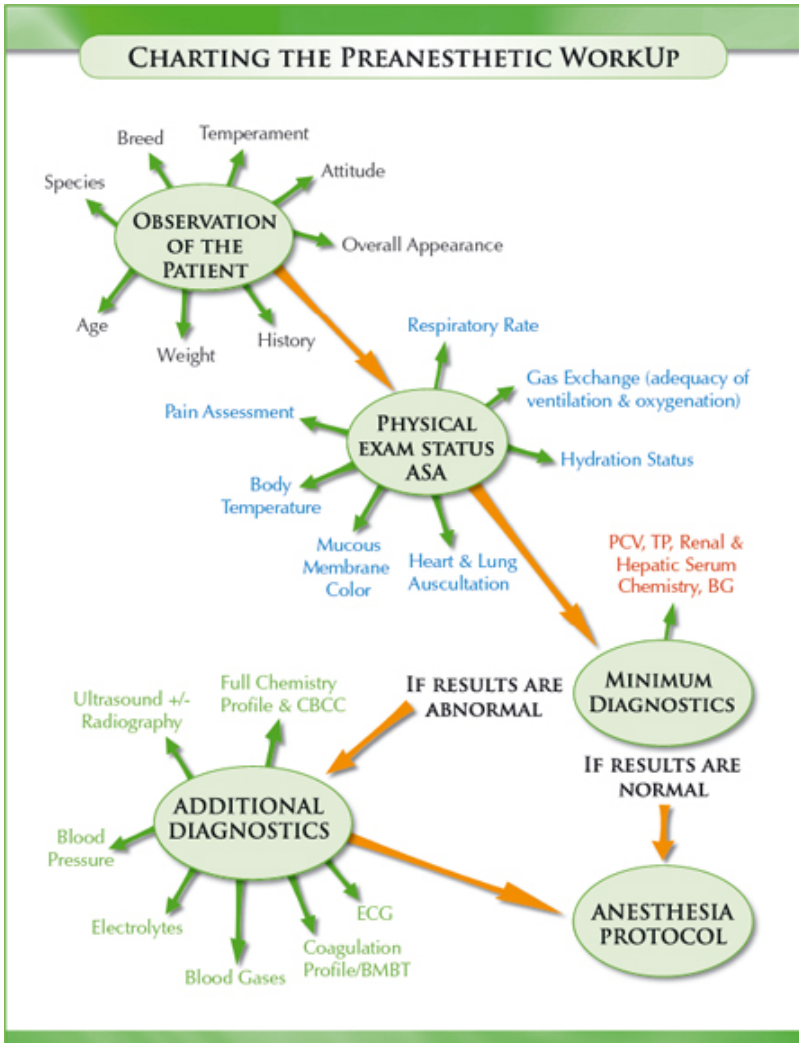 Charting the Preanesthetic WorkUp
Temperament
Breed
Attitude
Species
Observation
of the
Patient
Overall Appearance
Age
Weight
History
Respiratory Rate
Gas Exchange (adequacy of
ventilation & oxygenation)
Pain Assessment
Physical
exam status
ASA
Hydration Status
Body
Temperature
Mucous
Membrane
Color
Heart & Lung
Auscultation
PCV, TP, Renal &
Hepatic Serum
Chemistry, BG
Minimum
Diagnostics
If results are
abnormal
If results are
normal
Full Chemistry
Profile & CBCC
Ultrasound +/-
Radiography
ADDITIONAL
DIAGNOSTICS
Blood
Pressure
Electrolytes
Blood Gases
Coagulation
Profile/BMBT
ECG
ANESTHESIA
PROTOCOL